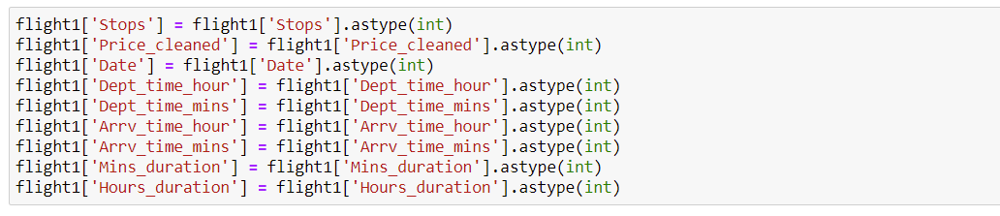 flight1['Stops'] = flight1['Stops'].astype(int)
flight1['Price_cleaned'] = flight1['Price_cleaned'].astype(int)
flight1['Date'] = flight1['Date'].astype(int)
flight1['Dept_time_hour'] = flight1['Dept_time_hour'].astype(int)
flight1['Dept_time_mins'] = flight1['Dept_time_mins'].astype(int)
flight1['Arrv_time_hour'] = flight1['Arrv_time_hour'].astype(int)
flight1['Arrv_time_mins'] = flight1['Arrv_time_mins'].astype(int)
flight1['Mins_duration'] = flight1['Mins_duration'].astype(int)
flight1['Hours_duration'] = flight1['Hours_duration'].astype(int)